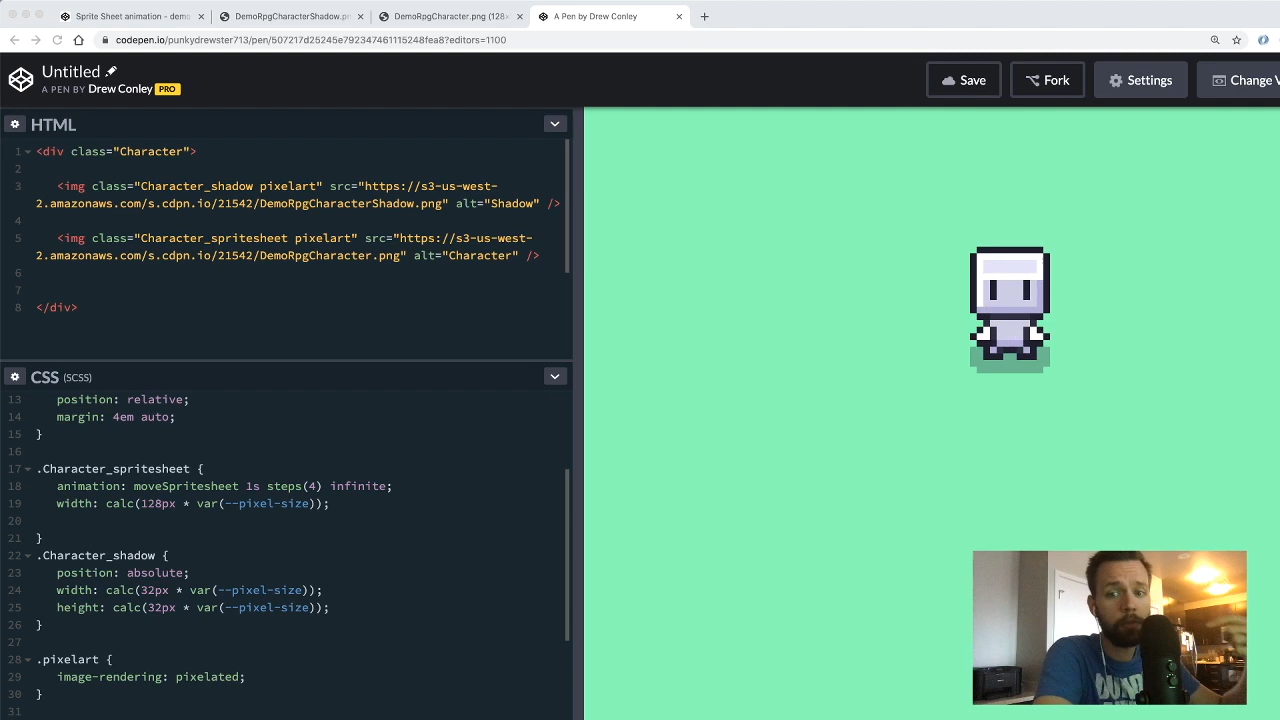 Sprite Sheet animation - demo
DemoRpgCharacterShadow.pn
DemoRpgCharacter.png (128×
A Pen by Drew Conley
codepen.io/punkydrewster713/pen/507217d25245e792347461115248fea8?editors=1100
Untitled
A PEN BY Drew Conley PRO
Save
Fork
Settings
Change V
HTML
1 <div class="Character">
2
3 <img class="Character_shadow pixelart" src="https://s3-us-west-
2.amazonaws.com/s.cdpn.io/21542/DemoRpgCharacterShadow.png" alt="Shadow" />
4
5 <img class="Character_spritesheet pixelart" src="https://s3-us-west-
2.amazonaws.com/s.cdpn.io/21542/DemoRpgCharacter.png" alt="Character" />
6
7
8 </div>
CSS (SCSS)
13 position: relative;
14 margin: 4em auto;
15 }
16
17 .Character_spritesheet {
18 animation: moveSpritesheet 1s steps(4) infinite;
19 width: calc(128px * var(--pixel-size));
20
21 }
22 .Character_shadow {
23 position: absolute;
24 width: calc(32px * var(--pixel-size));
25 height: calc(32px * var(--pixel-size));
26 }
27
28 .pixelart {
29 image-rendering: pixelated;
30 }
31